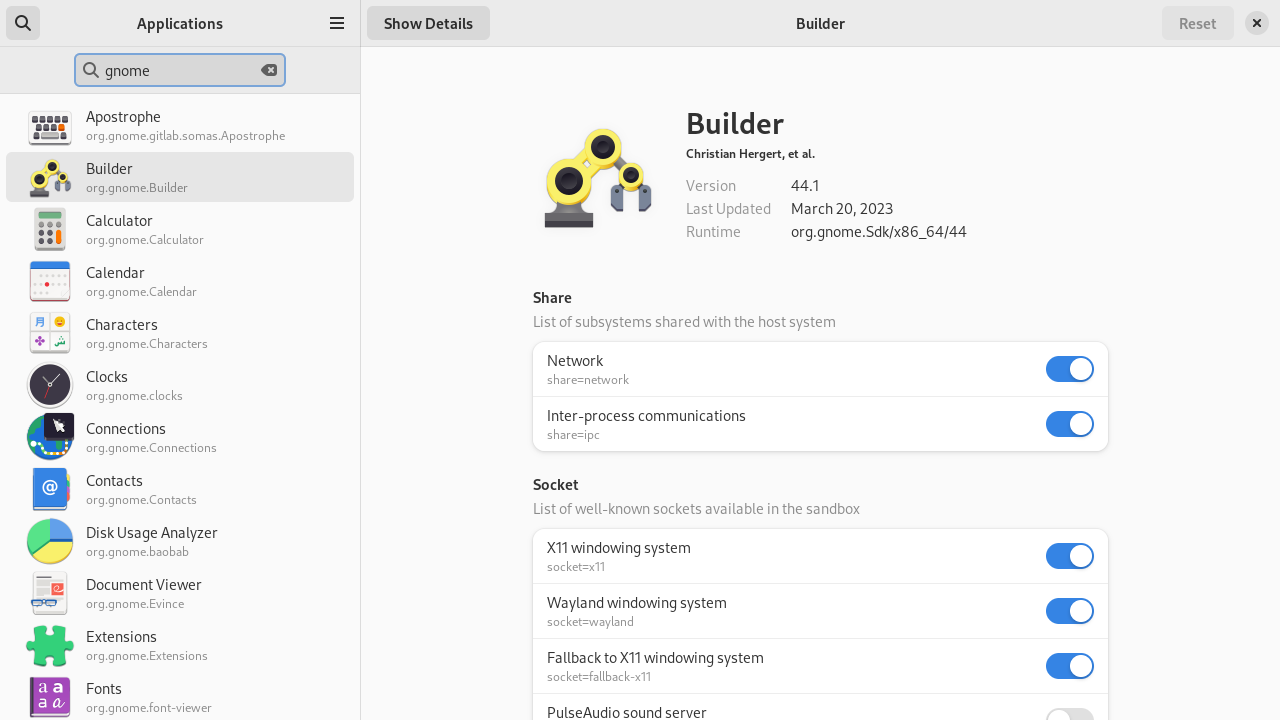 Applications
Show Details
Builder
Reset
gnome
Apostrophe
org.gnome.gitlab.somas.Apostrophe
Builder
org.gnome.Builder
Calculator
org.gnome.Calculator
Calendar
org.gnome.Calendar
Characters
org.gnome.Characters
Clocks
org.gnome.clocks
Connections
org.gnome.Connections
Contacts
org.gnome.Contacts
Disk Usage Analyzer
org.gnome.baobab
Document Viewer
org.gnome.Evince
Extensions
org.gnome.Extensions
Fonts
org.gnome.font-viewer
Builder
Christian Hergert, et al.
Version 44.1
Last Updated March 20, 2023
Runtime org.gnome.Sdk/x86_64/44
Share
List of subsystems shared with the host system
Network
share=network
Inter-process communications
share=ipc
Socket
List of well-known sockets available in the sandbox
X11 windowing system
socket=x11
Wayland windowing system
socket=wayland
Fallback to X11 windowing system
socket=fallback-x11
PulseAudio sound server